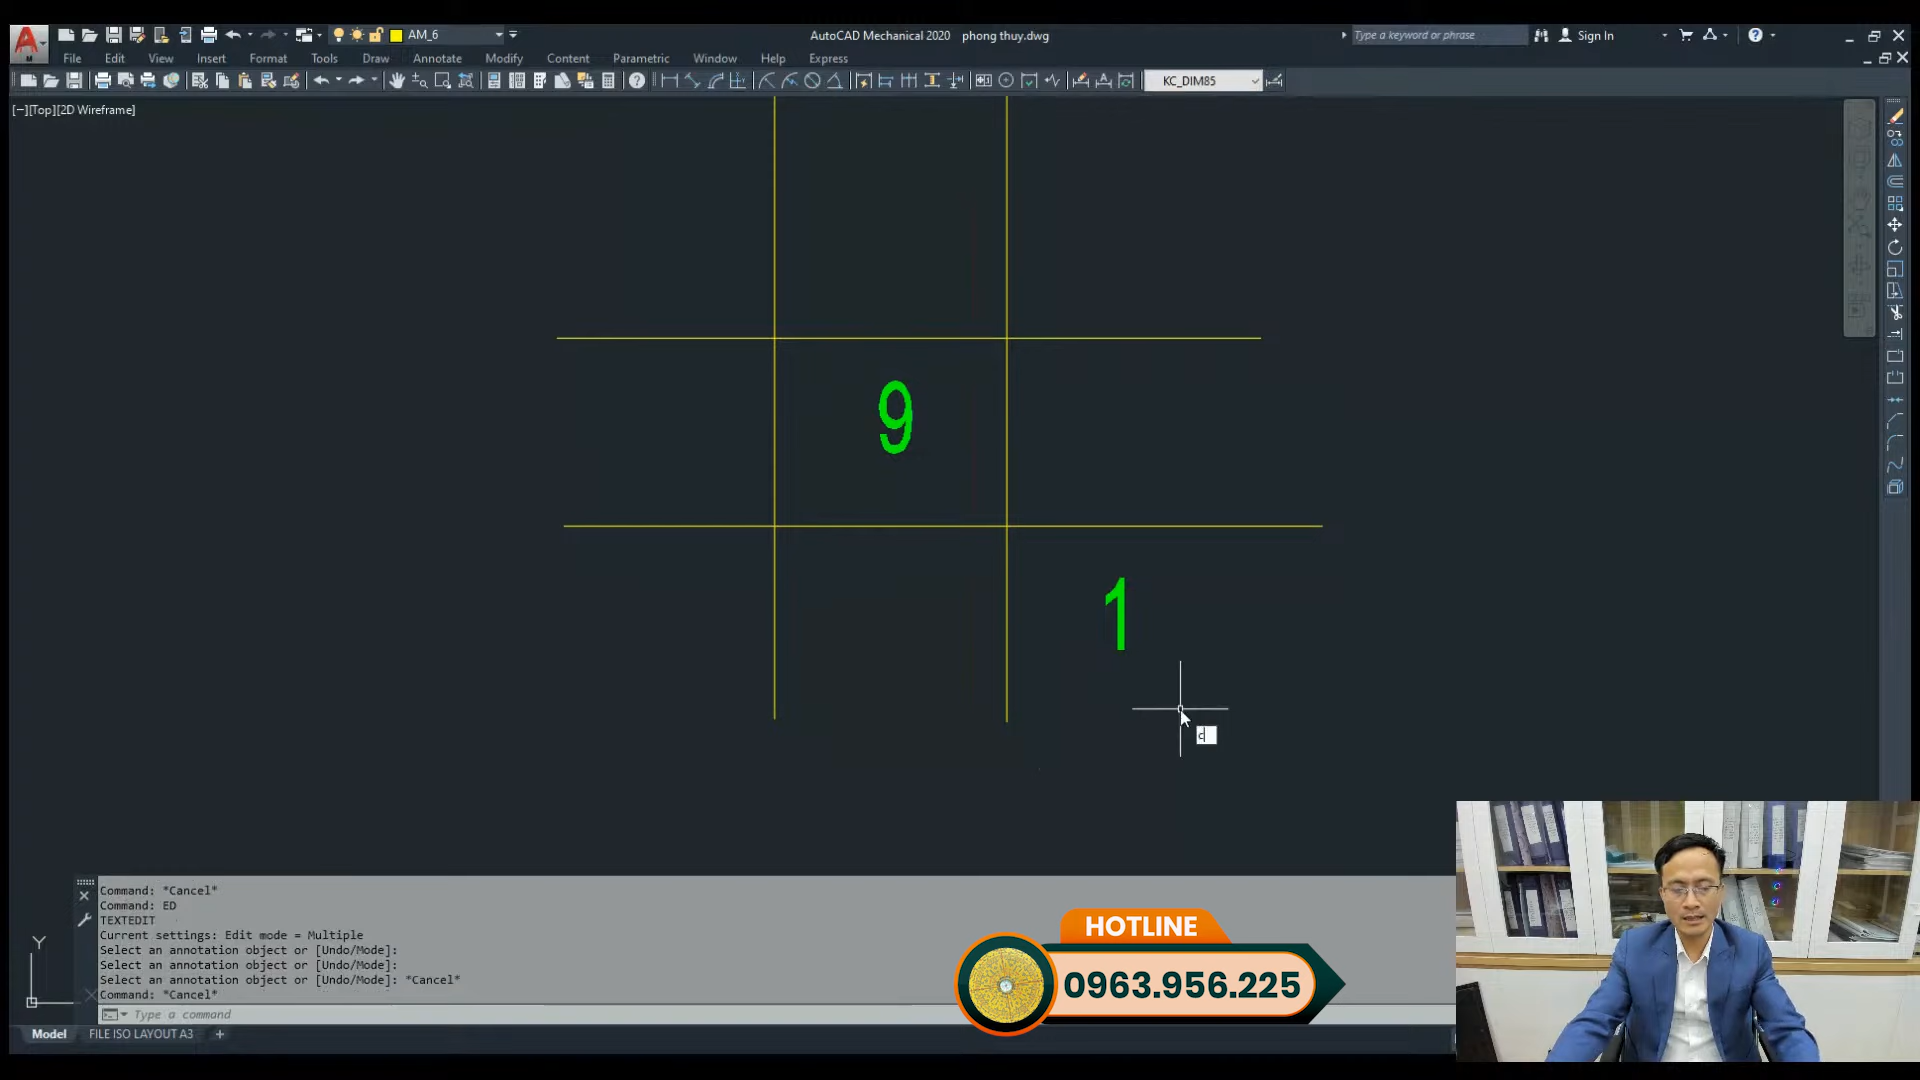 AM_6
AutoCAD Mechanical 2020 phong thuy.dwg
Type a keyword or phrase
Sign In
File Edit View Insert Format Tools Draw Annotate Modify Content Parametric Window Help Express
KC_DIM85
[−][Top][2D Wireframe]
9
1
c
Command: *Cancel*
Command: ED
TEXTEDIT
Current settings: Edit mode = Multiple
Select an annotation object or [Undo/Mode]:
Select an annotation object or [Undo/Mode]:
Select an annotation object or [Undo/Mode]: *Cancel*
Command: *Cancel*
Type a command
Y
HOTLINE
0963.956.225
Model FILE ISO LAYOUT A3 +